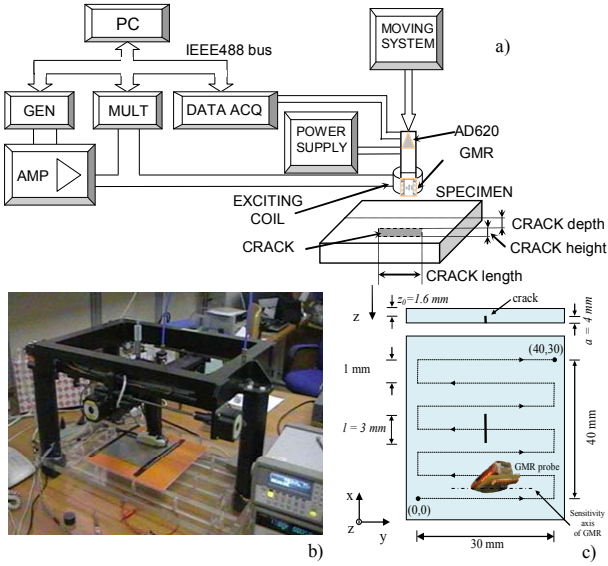 PC
IEEE488 bus
MOVING
SYSTEM
a)
GEN
MULT
DATA ACQ
POWER
SUPPLY
AD620
GMR
AMP
EXCITING
COIL
SPECIMEN
CRACK depth
CRACK
CRACK height
CRACK length
z
z₀=1.6 mm
crack
a = 4 mm
(40,30)
1 mm
l = 3 mm
40 mm
GMR probe
x
(0,0)
z
y
Sensitivity
axis
of GMR
30 mm
b)
c)